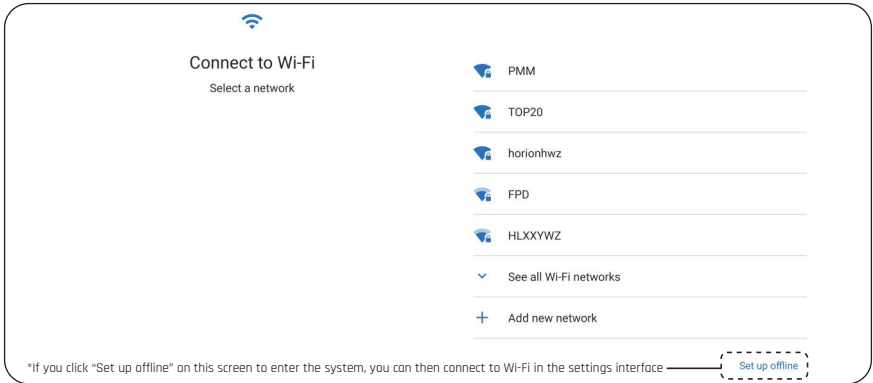 Connect to Wi-Fi
Select a network
PMM
TOP20
horionhwz
FPD
HLXXYWZ
See all Wi-Fi networks
Add new network
*If you click "Set up offline" on this screen to enter the system, you can then connect to Wi-Fi in the settings interface
Set up offline